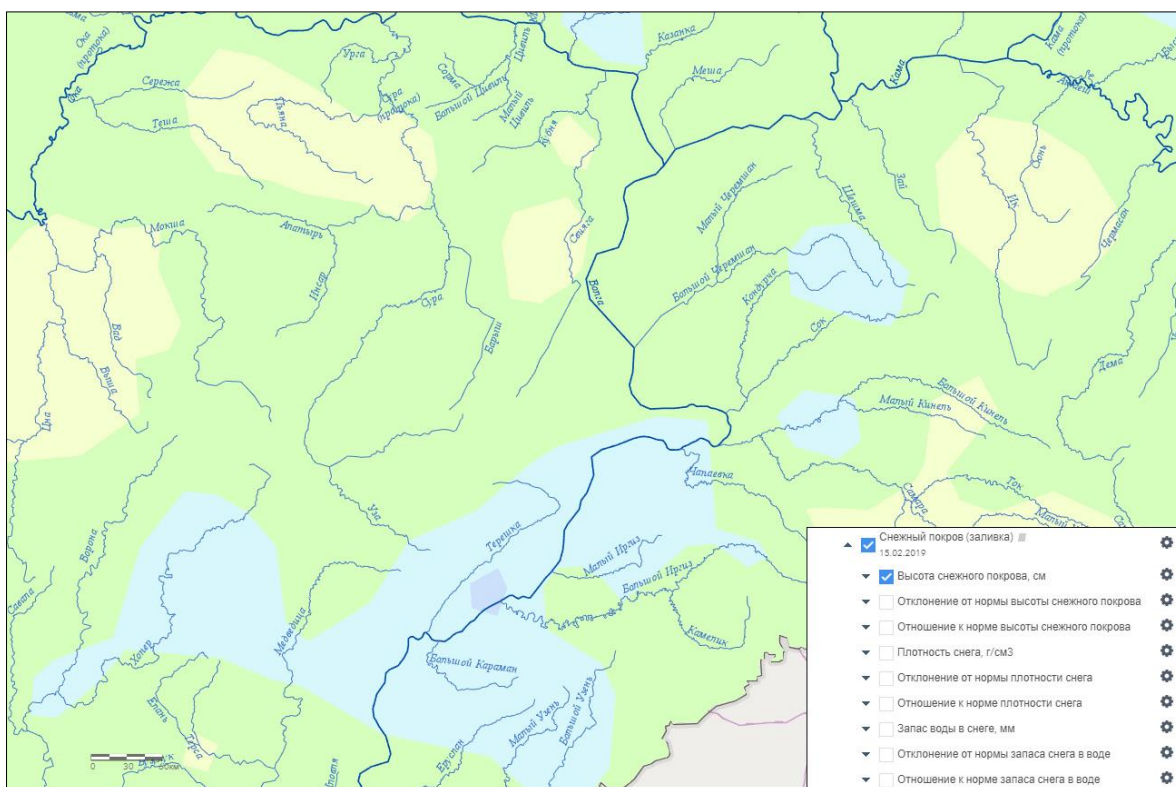 Ока
(протока)
Ока
Сережа
Теша
Пьяна
Урга
Сура
(протока)
Сорма
Большой Цивиль
Малый
Цивиль
Цивиль
Кубня
Свияга
Казанка
Меша
Кама
Кама
(протока)
Зай
Шешма
Малый Черемшан
Большой Черемшан
Кондурча
Сок
Ик
Сюнь
Чермасан
Дема
Мокша
Алатырь
Инсар
Сура
Барыш
Волга
Вад
Выша
Цна
Большой Кинель
Малый Кинель
Самара
Ток
Малый
Чапаевка
Уза
Терешка
Малый Иргиз
Большой Иргиз
Камелик
Ворона
Савала
Хопер
Медведица
Большой Караман
Малый Узень
Большой Узень
Еруслан
Елань
Терса
0 30 60км
Снежный покров (заливка)
15.02.2019
Высота снежного покрова, см
Отклонение от нормы высоты снежного покрова
Отношение к норме высоты снежного покрова
Плотность снега, г/см3
Отклонение от нормы плотности снега
Отношение к норме плотности снега
Запас воды в снеге, мм
Отклонение от нормы запаса снега в воде
Отношение к норме запаса снега в воде